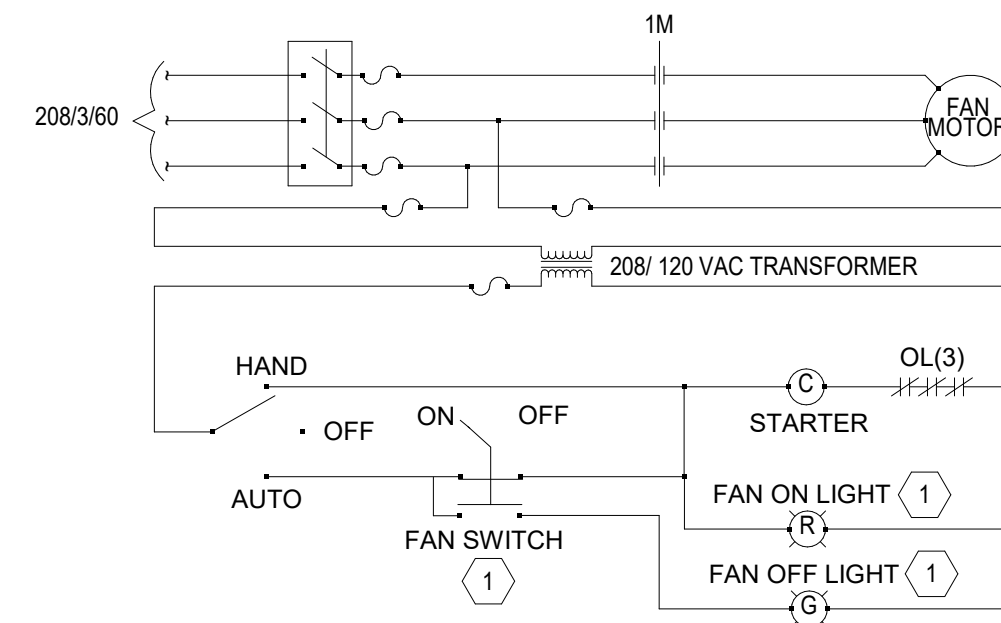 1M
208/3/60
FAN
MOTOR
208/ 120 VAC TRANSFORMER
HAND
OL(3)
C
OFF
ON
OFF
STARTER
AUTO
FAN ON LIGHT 1
R
FAN SWITCH
1
FAN OFF LIGHT 1
G